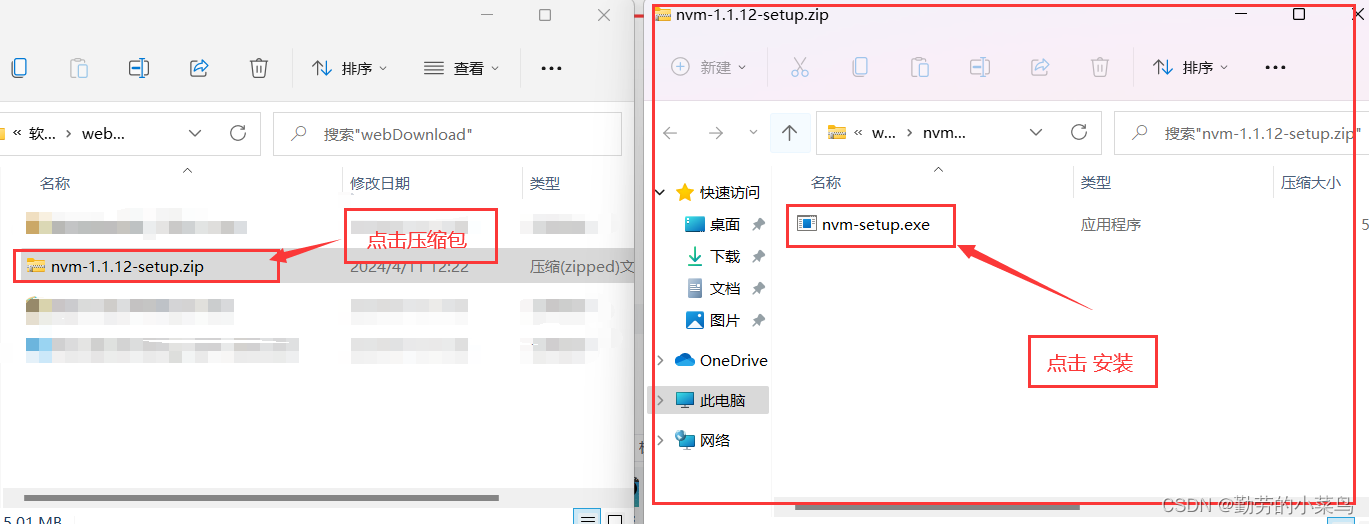 排序
查看
•••
« 软... › web...
搜索"webDownload"
名称
修改日期
类型
点击压缩包
nvm-1.1.12-setup.zip
2024/4/11 12:22
压缩(zipped)文
5.01 MB
nvm-1.1.12-setup.zip
新建
排序
•••
« w... › nvm...
搜索"nvm-1.1.12-setup.zip"
名称
类型
压缩大小
快速访问
桌面
下载
文档
图片
OneDrive
此电脑
网络
nvm-setup.exe
应用程序
5
点击 安装
CSDN @勤劳的小菜鸟